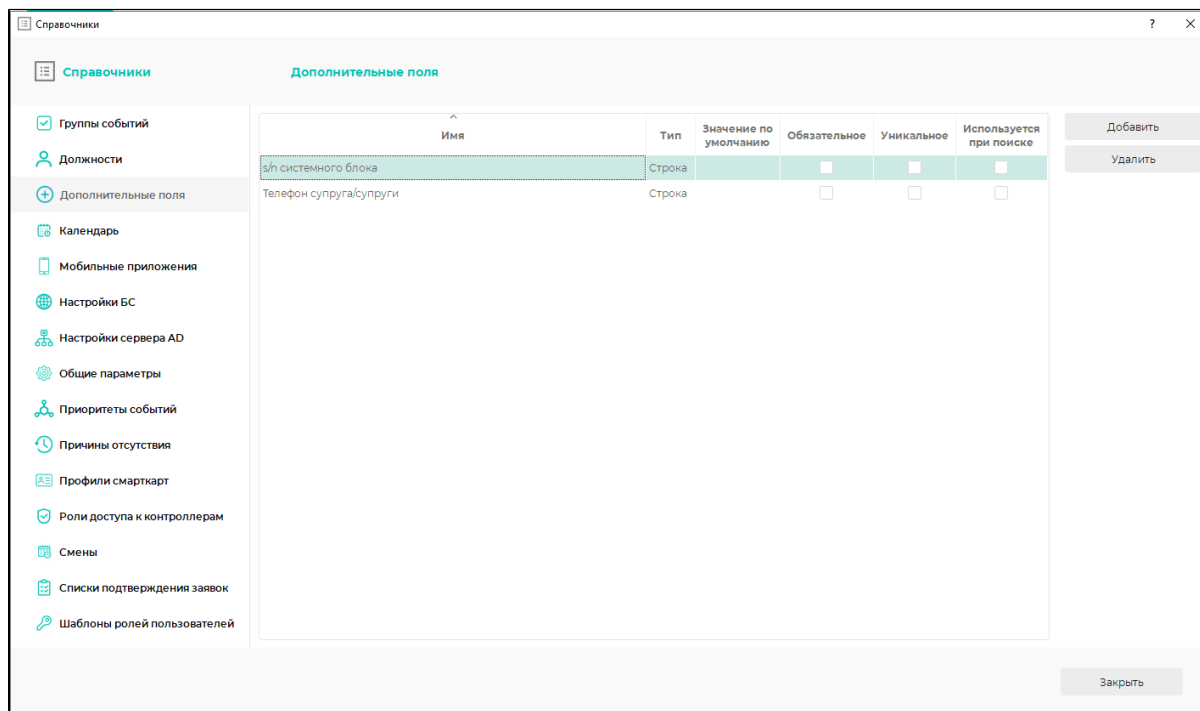 Справочники
?
Справочники
Дополнительные поля
Группы событий
Должности
Дополнительные поля
Календарь
Мобильные приложения
Настройки БС
Настройки сервера AD
Общие параметры
Приоритеты событий
Причины отсутствия
Профили смарткарт
Роли доступа к контроллерам
Смены
Списки подтверждения заявок
Шаблоны ролей пользователей
Имя Тип Значение по умолчанию Обязательное Уникальное Используется при поиске
s/n системного блока Строка
Телефон супруга/супруги Строка
Добавить
Удалить
Закрыть